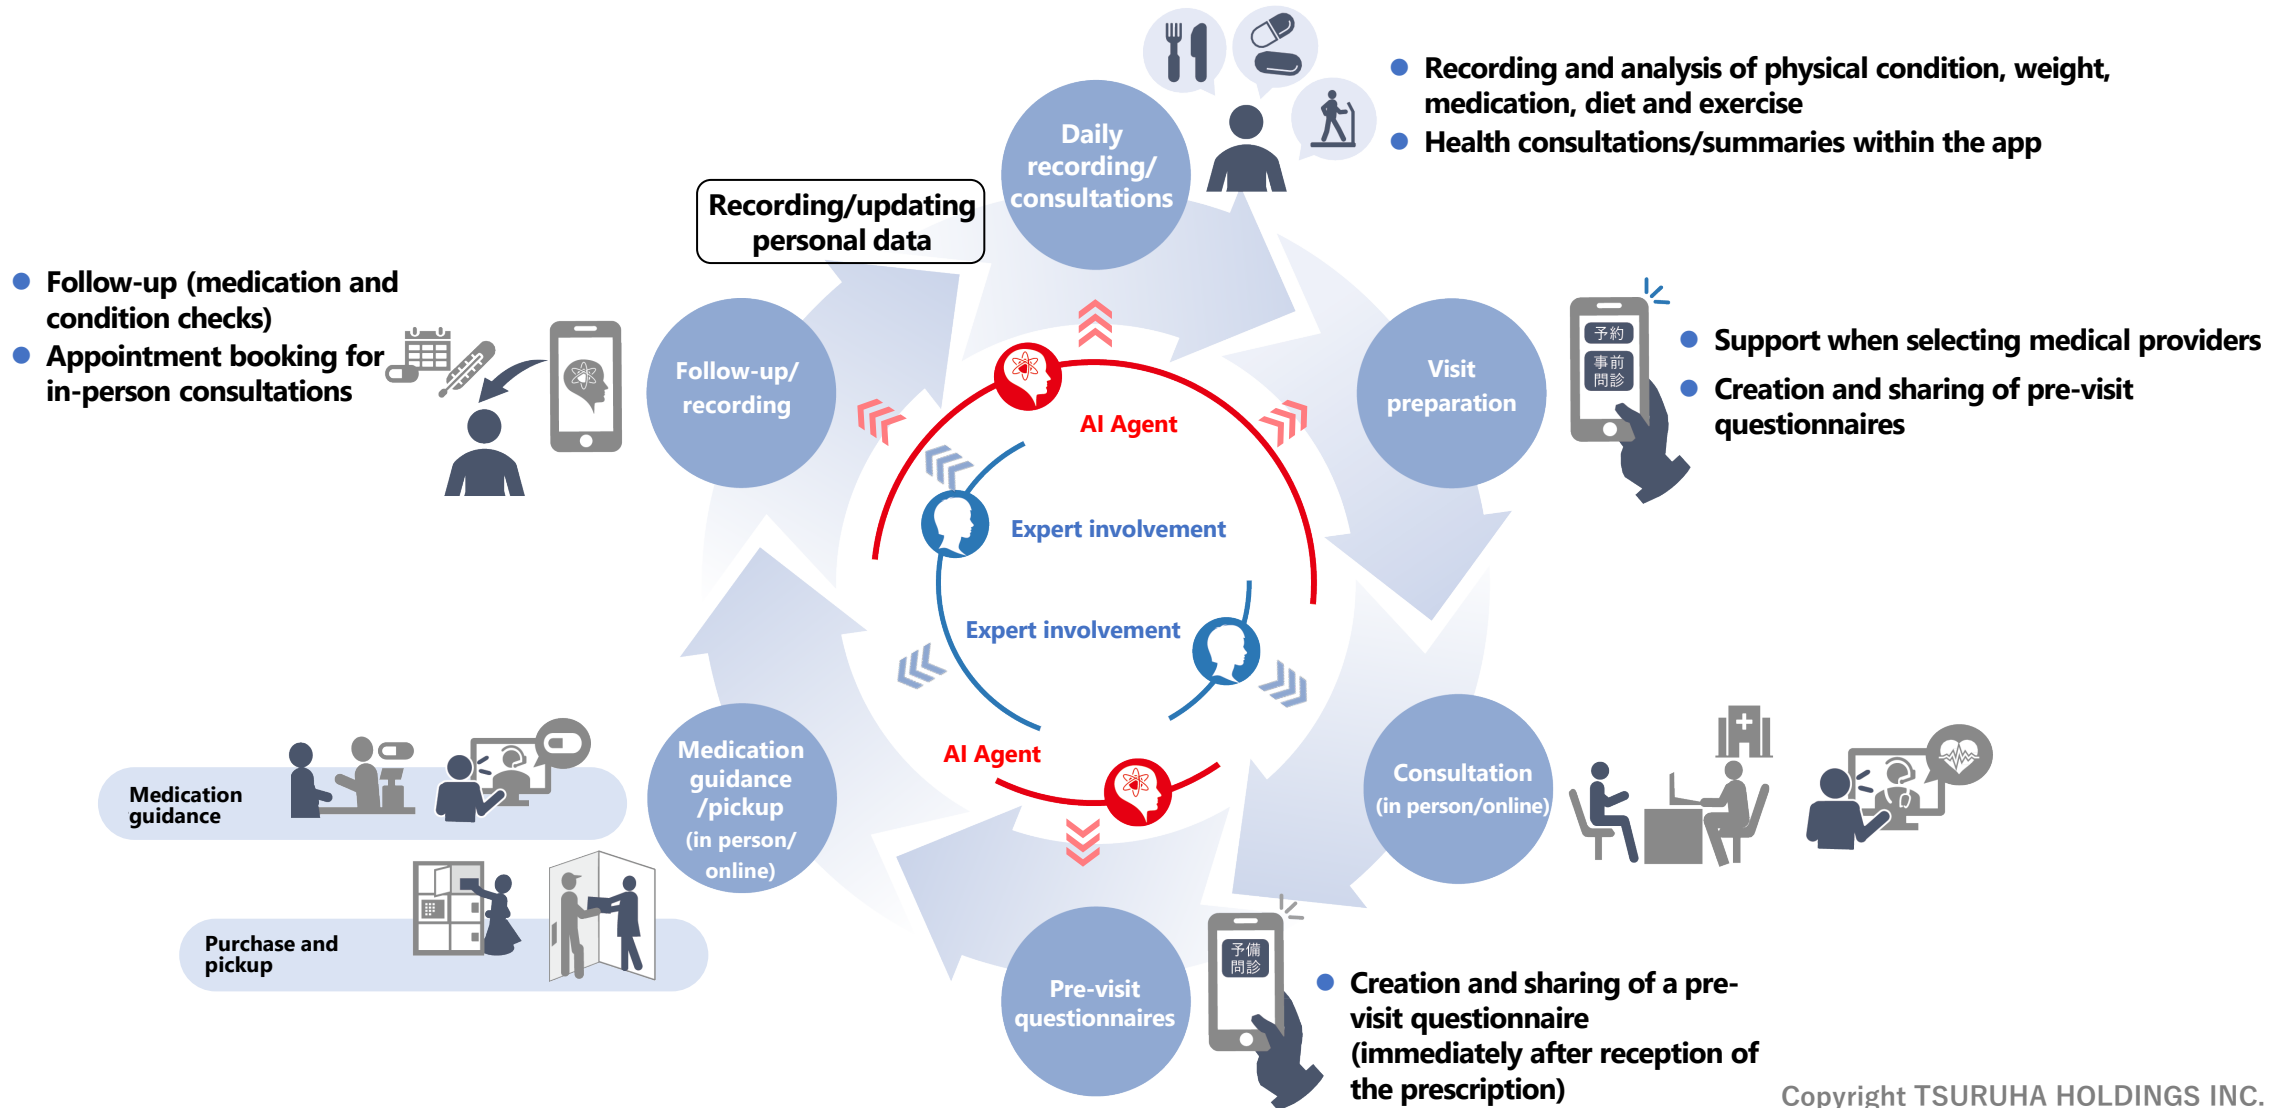 Daily
recording/
consultations
● Recording and analysis of physical condition, weight,
medication, diet and exercise
● Health consultations/summaries within the app
Recording/updating
personal data
● Follow-up (medication and
condition checks)
● Appointment booking for
in-person consultations
Follow-up/
recording
Visit
preparation
予約
事前
問診
● Support when selecting medical providers
● Creation and sharing of pre-visit
questionnaires
AI Agent
Expert involvement
Expert involvement
AI Agent
Medication
guidance
/pickup
(in person/
online)
Medication
guidance
Purchase and
pickup
Consultation
(in person/online)
Pre-visit
questionnaires
予備
問診
● Creation and sharing of a pre-
visit questionnaire
(immediately after reception of
the prescription)
Copyright TSURUHA HOLDINGS INC.